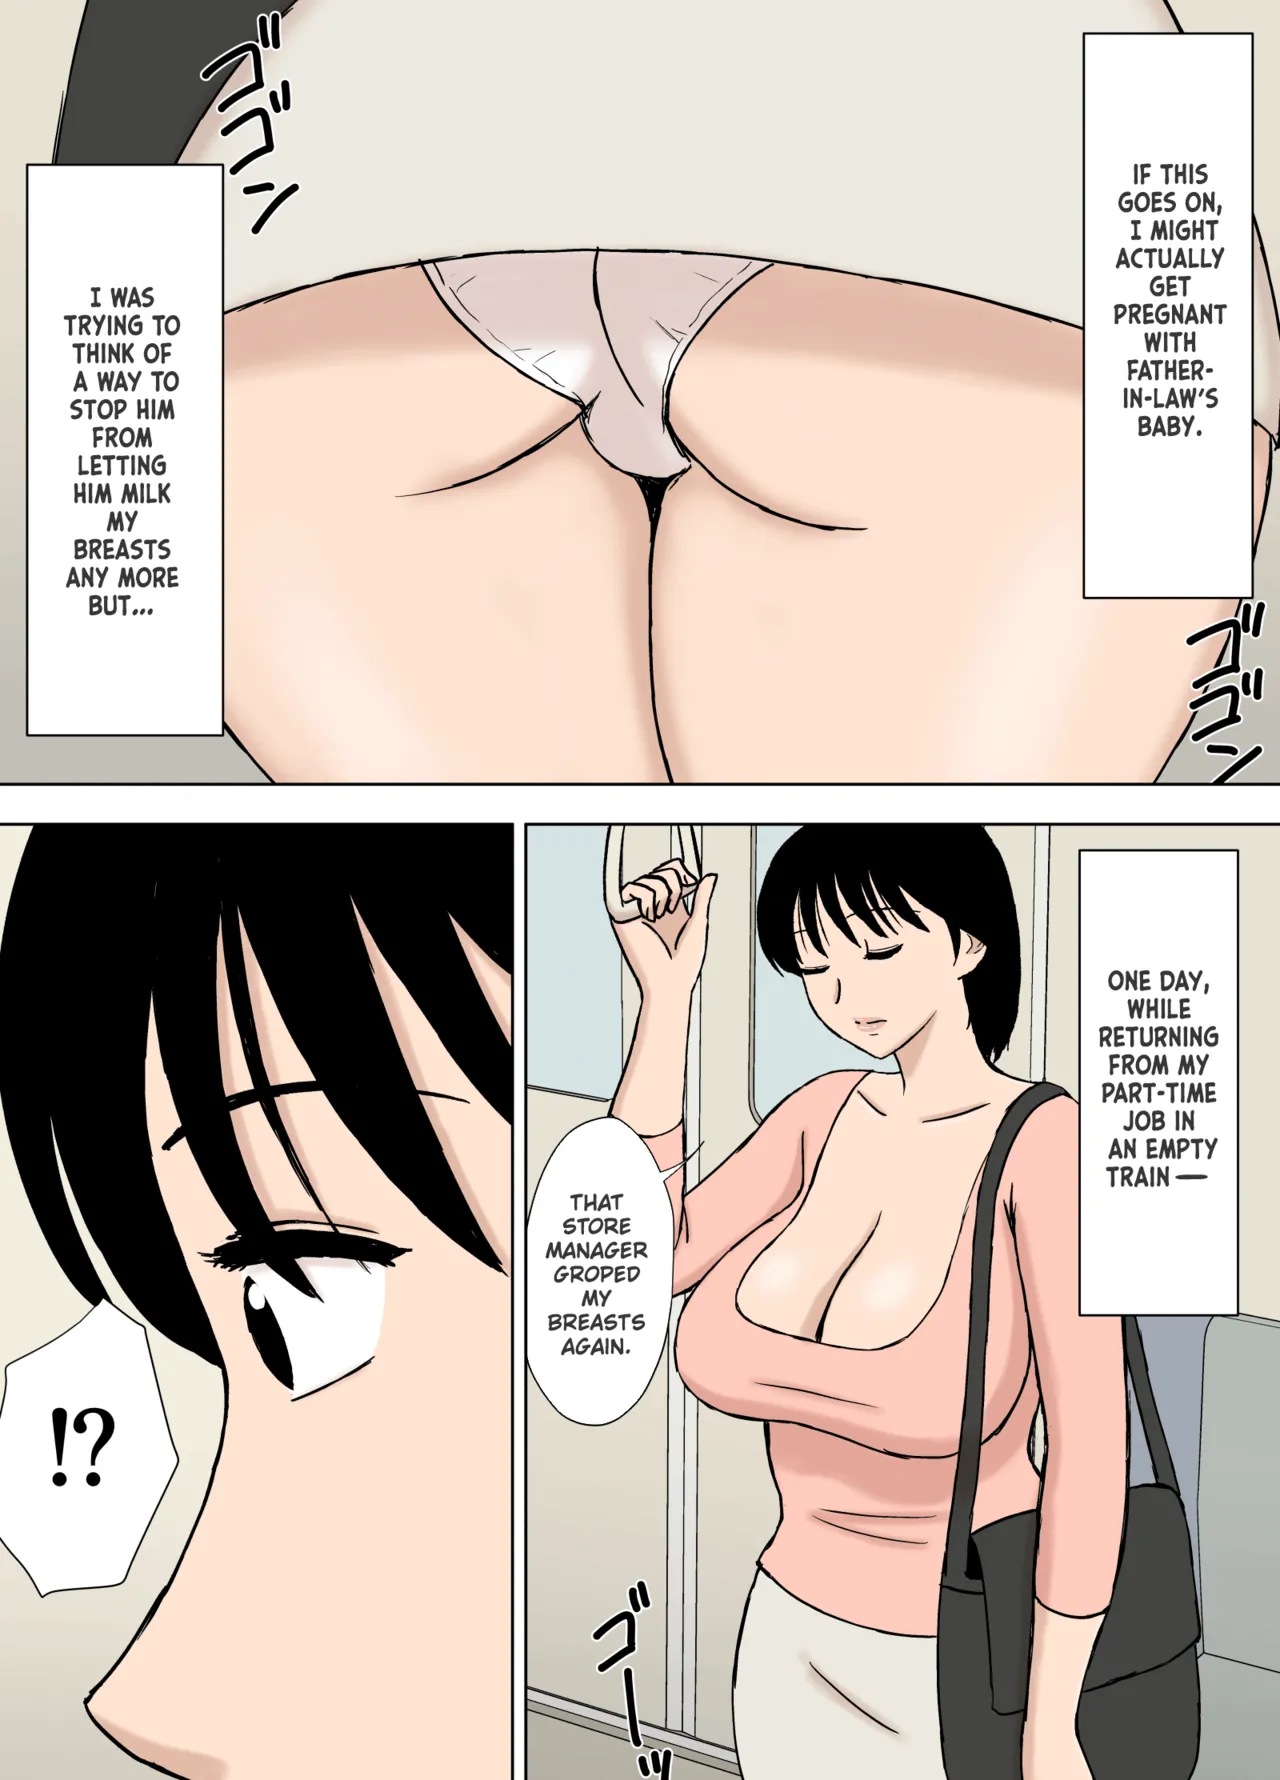 IF THIS
GOES ON,
I MIGHT
ACTUALLY
GET
PREGNANT
WITH
FATHER-
IN-LAW'S
BABY.
ゴ
ゴ
ン
I WAS
TRYING TO
THINK OF
A WAY TO
STOP HIM
FROM
LETTING
HIM MILK
MY
BREASTS
ANY MORE
BUT...
ゴ
ゴ
ン
ONE DAY,
WHILE
RETURNING
FROM MY
PART-TIME
JOB IN
AN EMPTY
TRAIN —
THAT
STORE
MANAGER
GROPED
MY
BREASTS
AGAIN.
ゴ
ー
!?